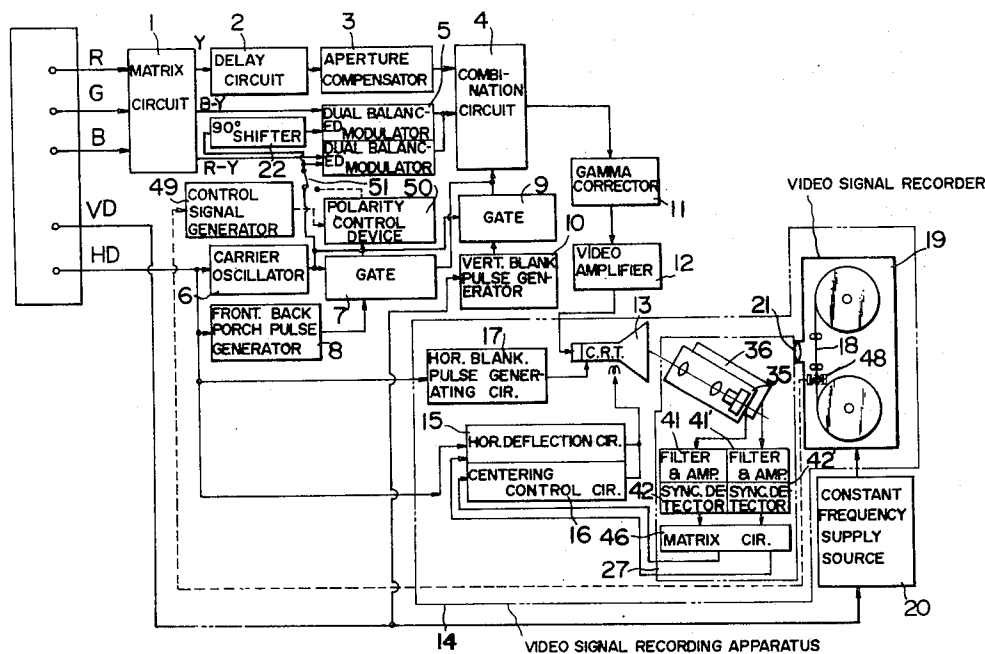 1
2
3
4
5
R
G
B
VD
HD
MATRIX
CIRCUIT
Y
B-Y
R-Y
DELAY
CIRCUIT
APERTURE
COMPENSATOR
COMBI-
NATION
CIRCUIT
DUAL BALANC-
ED
MODULATOR
DUAL BALANC-
ED
MODULATOR
90° SHIFTER
22
51
50
49
CONTROL
SIGNAL
GENERATOR
POLARITY
CONTROL
DEVICE
9
GATE
10
GAMMA
CORRECTOR
11
VIDEO SIGNAL RECORDER
CARRIER
OSCILLATOR
6
GATE
7
VERT. BLANK.
PULSE GEN-
ERATOR
VIDEO
AMPLIFIER
12
19
FRONT. BACK
PORCH PULSE
GENERATOR
8
13
C.R.T.
21
18
48
36
35
17
HOR. BLANK.
PULSE GENER-
ATING CIR.
15
HOR. DEFLECTION CIR.
CENTERING
CONTROL CIR.
16
41
41'
FILTER
& AMP.
FILTER
& AMP.
42
42'
SYNC. DE-
TECTOR
SYNC. DE-
TECTOR
46
MATRIX CIR.
27
CONSTANT
FREQUENCY
SUPPLY
SOURCE
20
14
VIDEO SIGNAL RECORDING APPARATUS